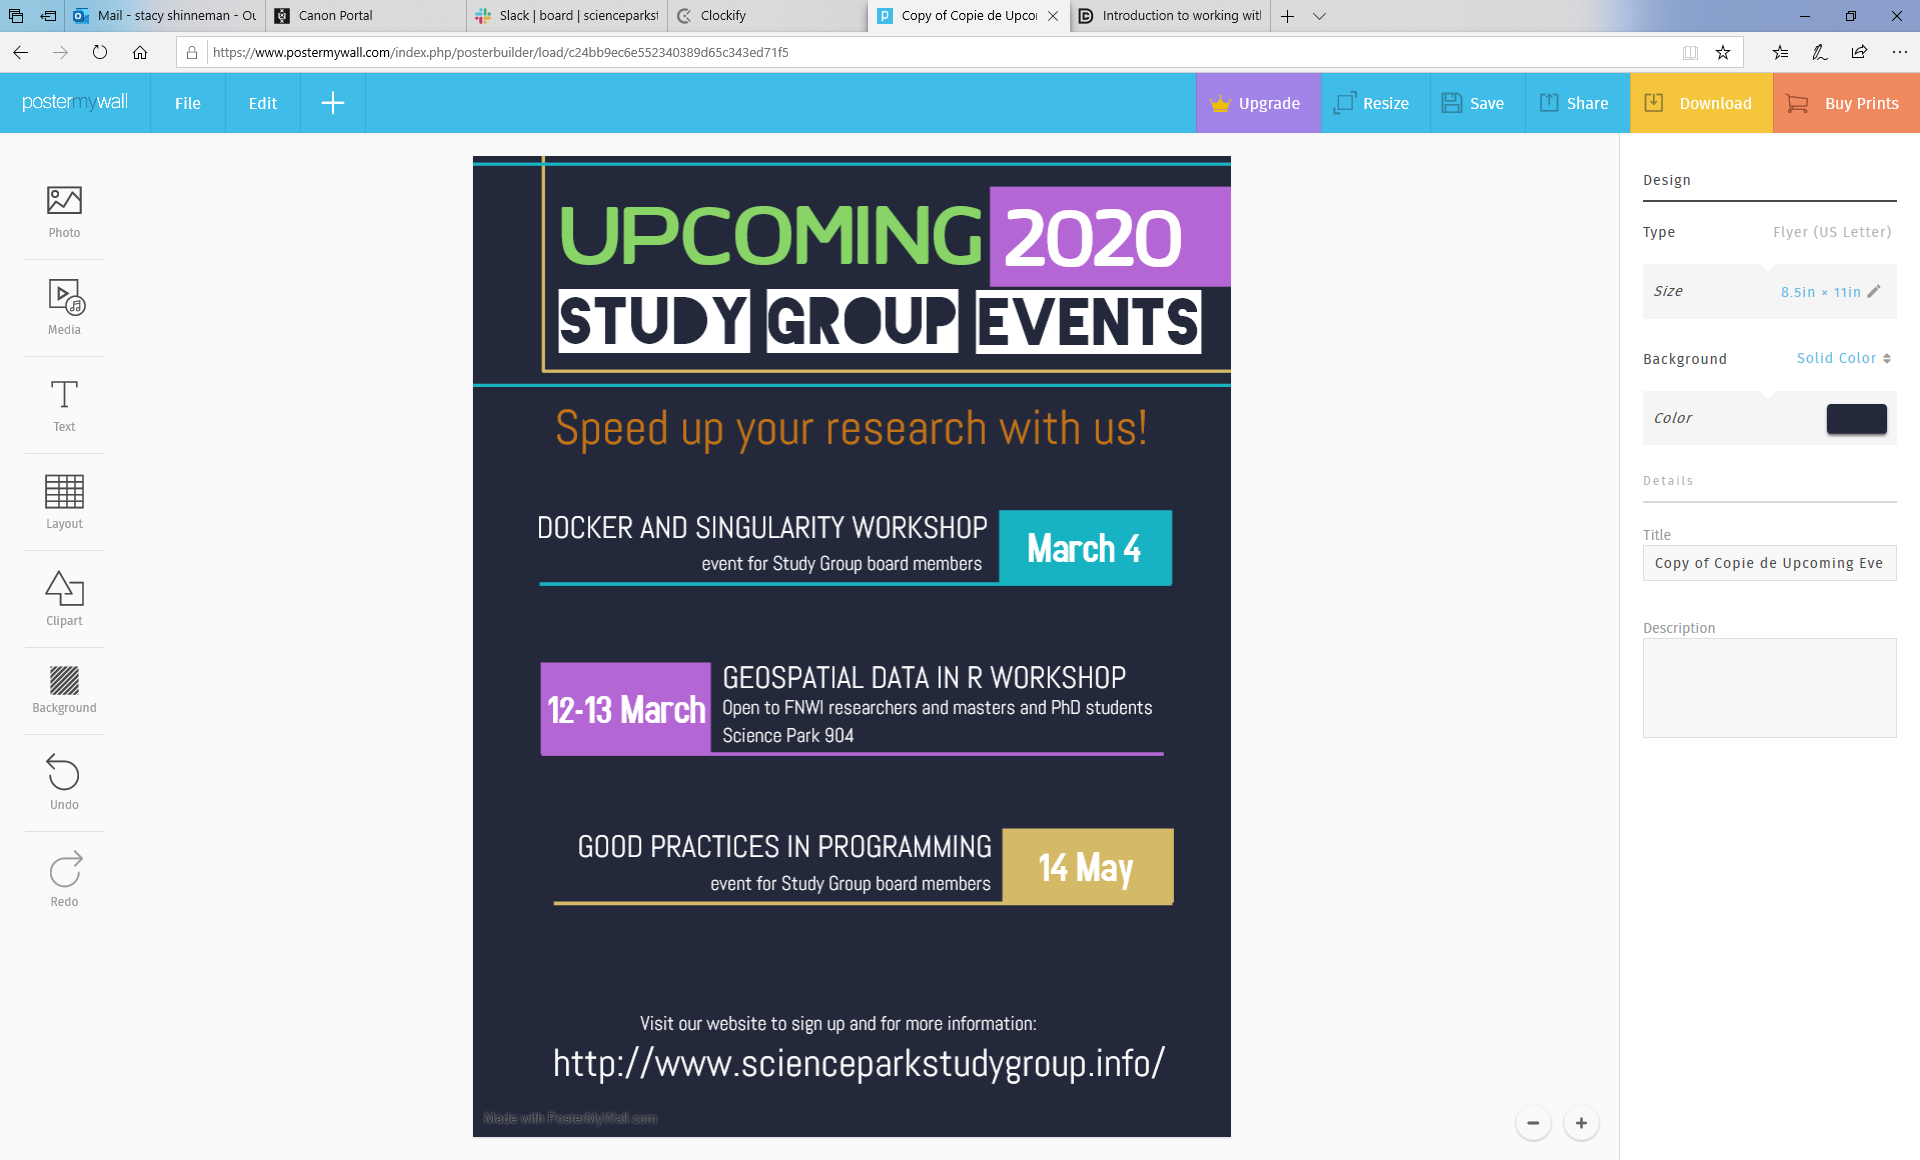 Mail - stacy shinneman - Ou
Canon Portal
Slack | board | scienceparkst
Clockify
Copy of Copie de Upco
Introduction to working wit
https://www.postermywall.com/index.php/posterbuilder/load/c24bb9ec6e552340389d65c343ed71f5
postermywall
File
Edit
Upgrade
Resize
Save
Share
Download
Buy Prints
Photo
Media
Text
Layout
Clipart
Background
Undo
Redo
UPCOMING 2020
STUDY GROUP EVENTS
Speed up your research with us!
DOCKER AND SINGULARITY WORKSHOP
event for Study Group board members
March 4
12-13 March
GEOSPATIAL DATA IN R WORKSHOP
Open to FNWI researchers and masters and PhD students
Science Park 904
GOOD PRACTICES IN PROGRAMMING
event for Study Group board members
14 May
Visit our website to sign up and for more information:
http://www.scienceparkstudygroup.info/
Made with PosterMyWall.com
Design
Type Flyer (US Letter)
Size 8.5in × 11in
Background Solid Color
Color
Details
Title
Copy of Copie de Upcoming Eve
Description